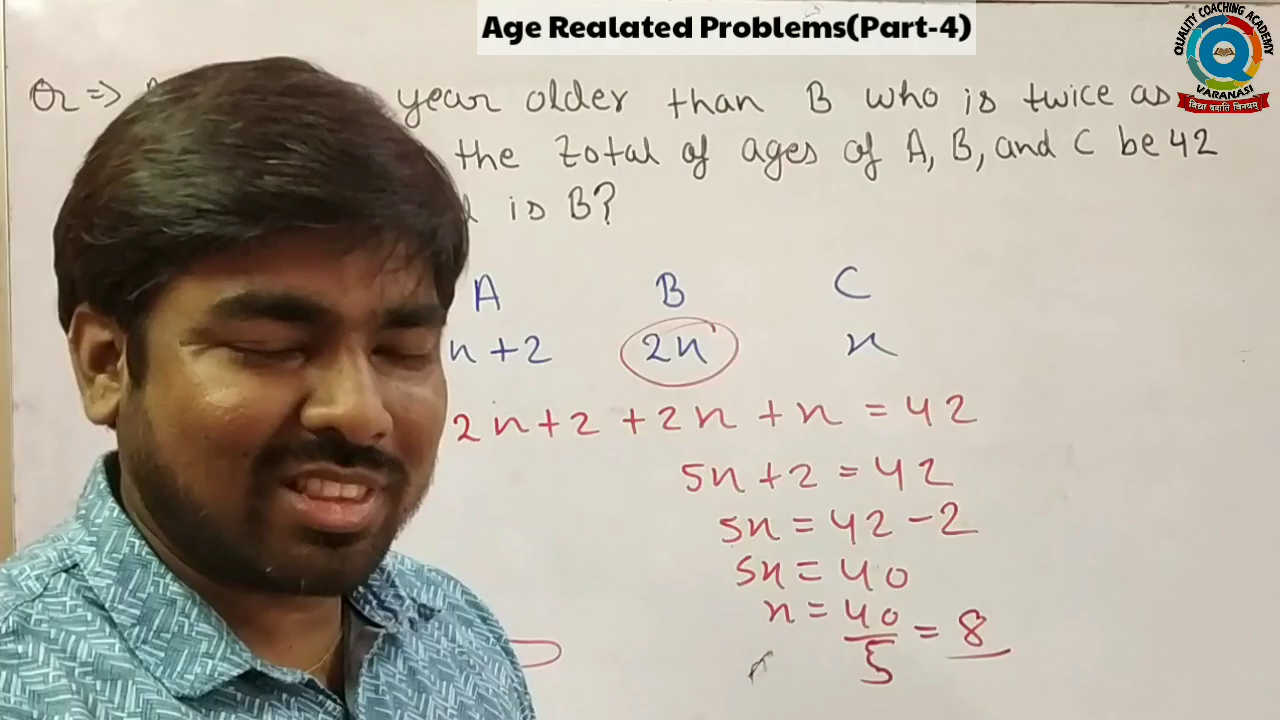 Age Realated Problems(Part-4)
QUALITY COACHING ACADEMY
VARANASI
Q => year older than B who is twice as
the total of ages of A, B, and C be 42
is B?
A B C
n+2 2n n
2n+2 +2n +n = 42
5n+2 = 42
5n = 42 - 2
5n = 40
n = 40/5 = 8